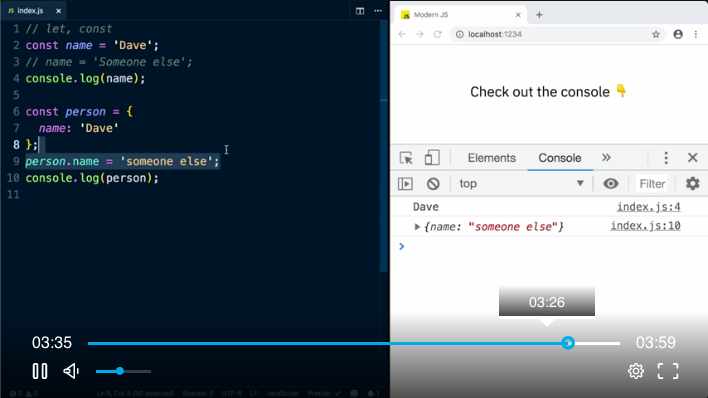 JS index.js ×
1 // let, const
2 const name = 'Dave';
3 // name = 'Someone else';
4 console.log(name);
5
6 const person = {
7 name: 'Dave'
8 };
9 person.name = 'someone else';
10 console.log(person);
11
JS Modern JS × +
localhost:1234
Check out the console 👇
Elements Console »
top Filter
Dave index.js:4
▶ {name: "someone else"} index.js:10
03:26
03:35 03:59
Ln 8, Col 3 (30 selected) Spaces: 2 UTF-8 LF JavaScript Prettier ✓